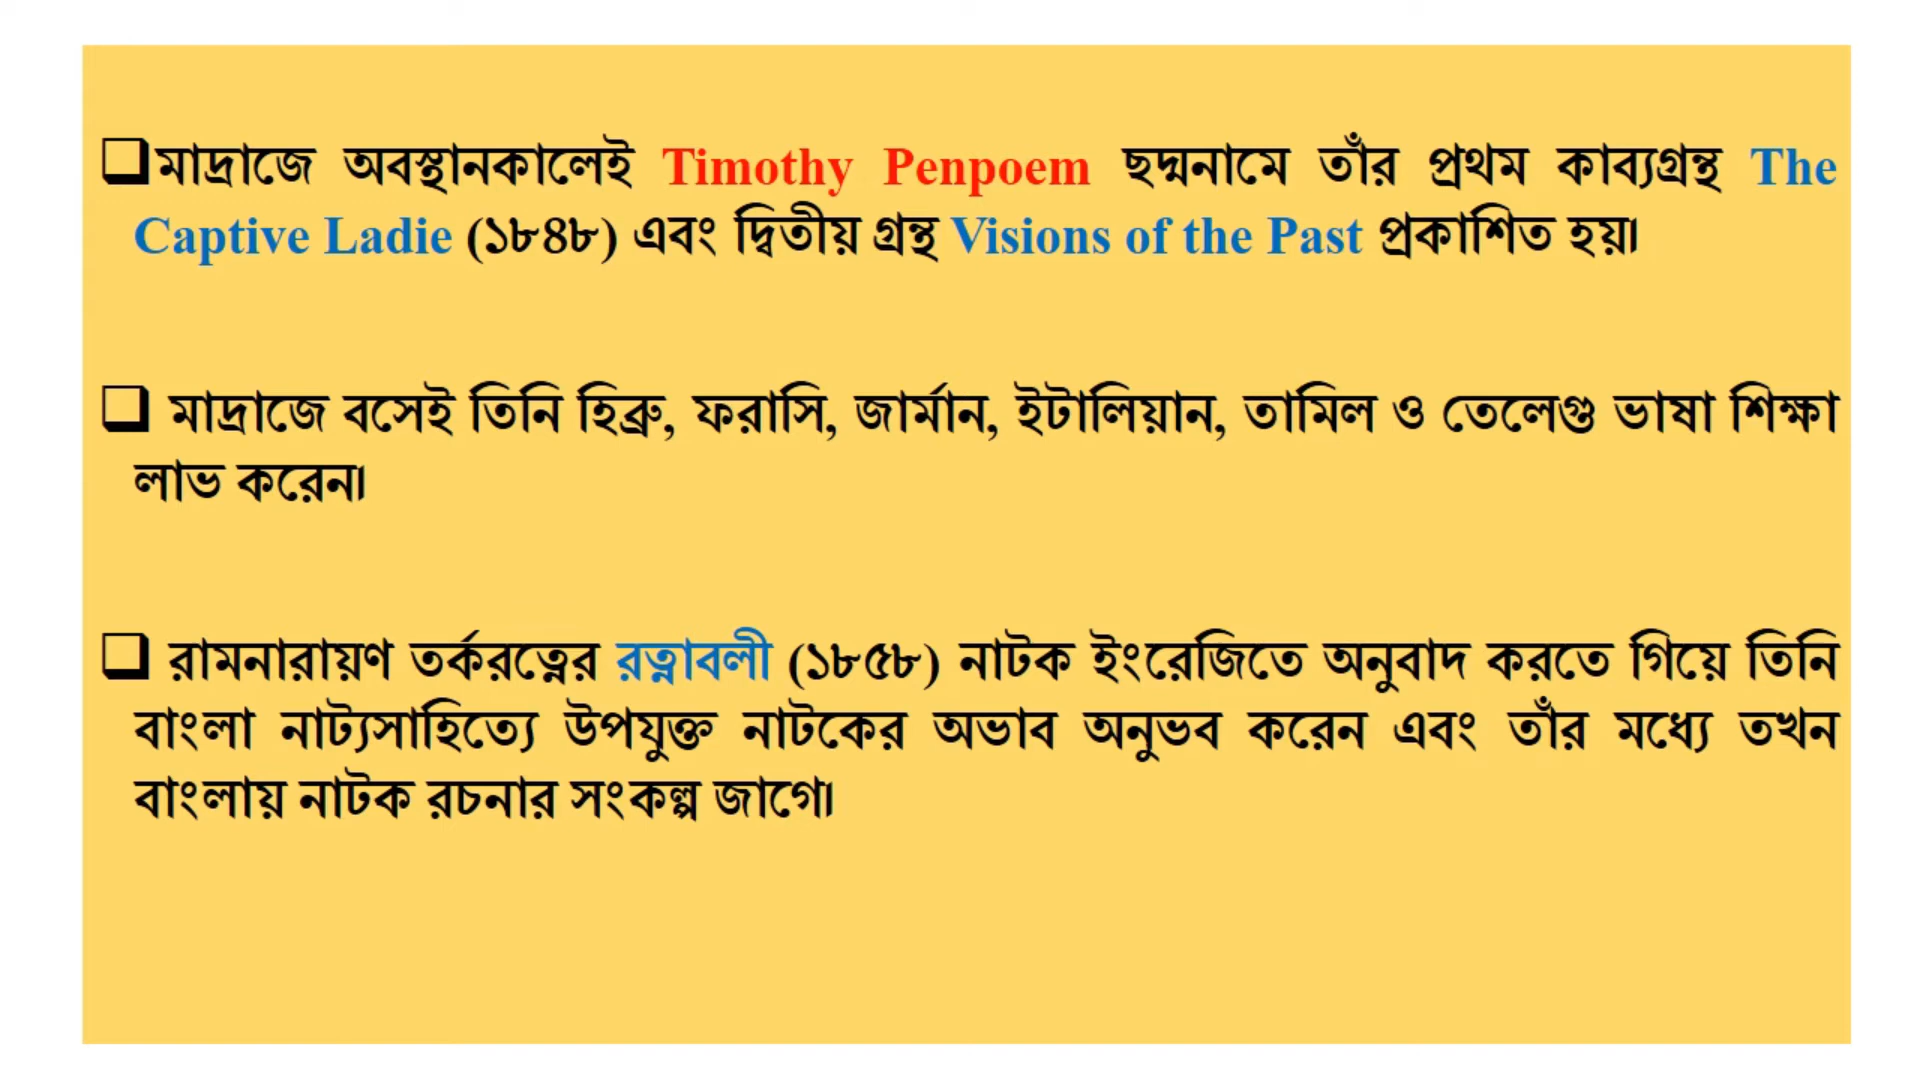 মাদ্রাজে অবস্থানকালেই Timothy Penpoem ছদ্মনামে তাঁর প্রথম কাব্যগ্রন্থ The
Captive Ladie (১৮৪৮) এবং দ্বিতীয় গ্রন্থ Visions of the Past প্রকাশিত হয়।
মাদ্রাজে বসেই তিনি হিব্রু, ফরাসি, জার্মান, ইটালিয়ান, তামিল ও তেলেগু ভাষা শিক্ষা
লাভ করেন।
রামনারায়ণ তর্করত্নের রত্নাবলী (১৮৫৮) নাটক ইংরেজিতে অনুবাদ করতে গিয়ে তিনি
বাংলা নাট্যসাহিত্যে উপযুক্ত নাটকের অভাব অনুভব করেন এবং তাঁর মধ্যে তখন
বাংলায় নাটক রচনার সংকল্প জাগে।